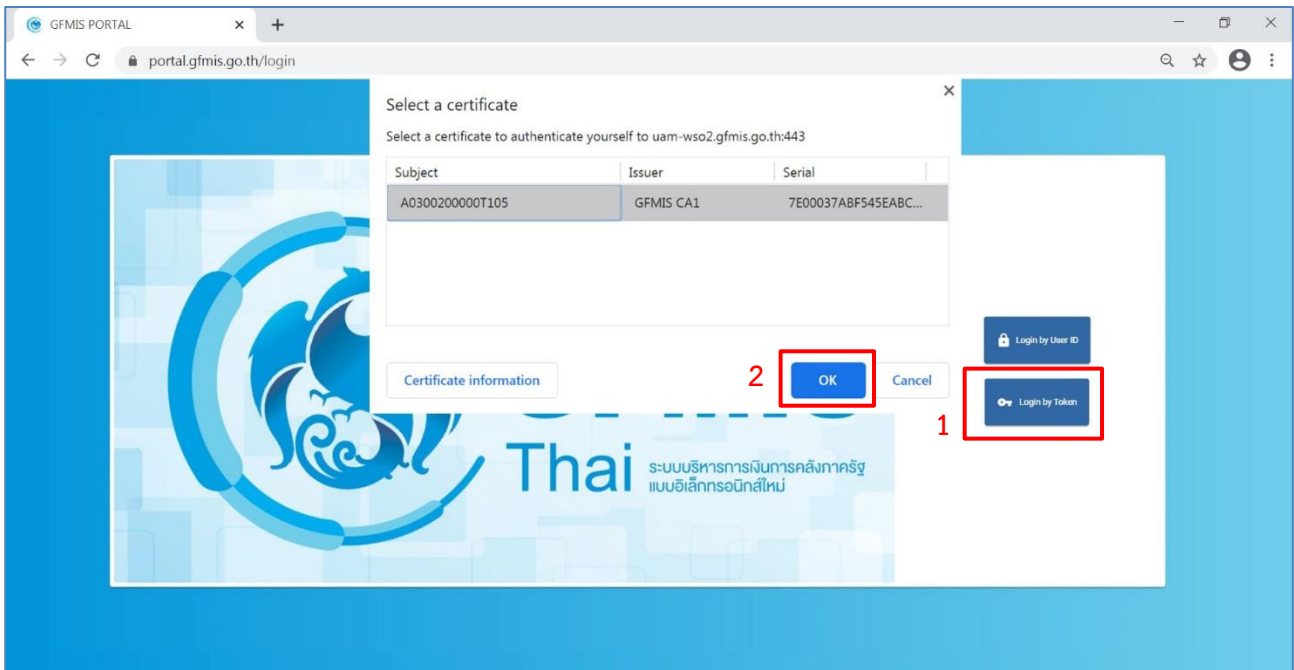 GFMIS PORTAL
portal.gfmis.go.th/login
Select a certificate
Select a certificate to authenticate yourself to uam-wso2.gfmis.go.th:443
Subject Issuer Serial
A0300200000T105 GFMIS CA1 7E00037ABF545EABC...
Login by User ID
Certificate information 2 OK Cancel
1 Login by Token
Thai ระบบบริหารการเงินการคลังภาครัฐ
แบบอิเล็กทรอนิกส์ใหม่